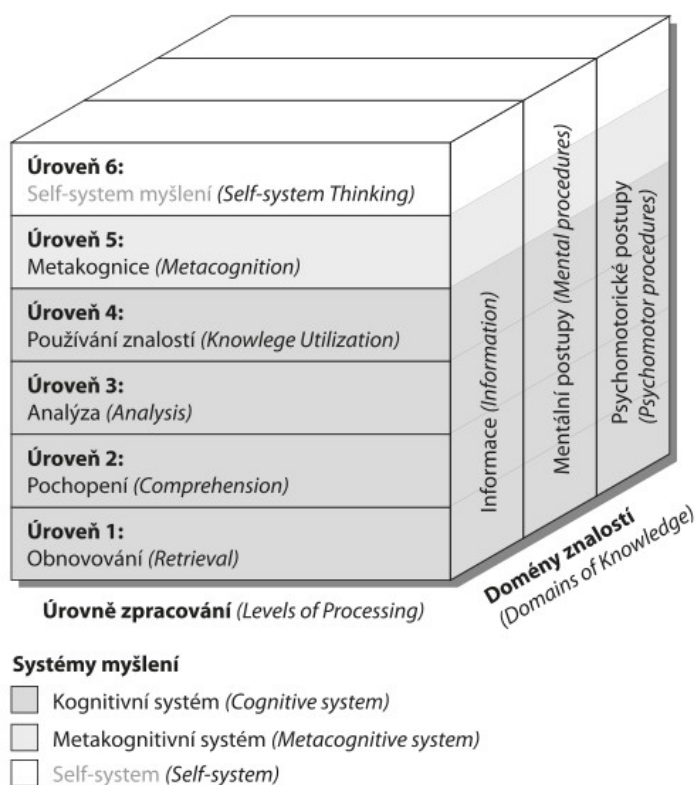 Úroveň 6:
Self-system myšlení (Self-system Thinking)
Úroveň 5:
Metakognice (Metacognition)
Úroveň 4:
Používání znalostí (Knowlege Utilization)
Úroveň 3:
Analýza (Analysis)
Úroveň 2:
Pochopení (Comprehension)
Úroveň 1:
Obnovování (Retrieval)
Informace (Information)
Mentální postupy (Mental procedures)
Psychomotorické postupy
(Psychomotor procedures)
Úrovně zpracování (Levels of Processing)
Domény znalostí
(Domains of Knowledge)
Systémy myšlení
Kognitivní systém (Cognitive system)
Metakognitivní systém (Metacognitive system)
Self-system (Self-system)